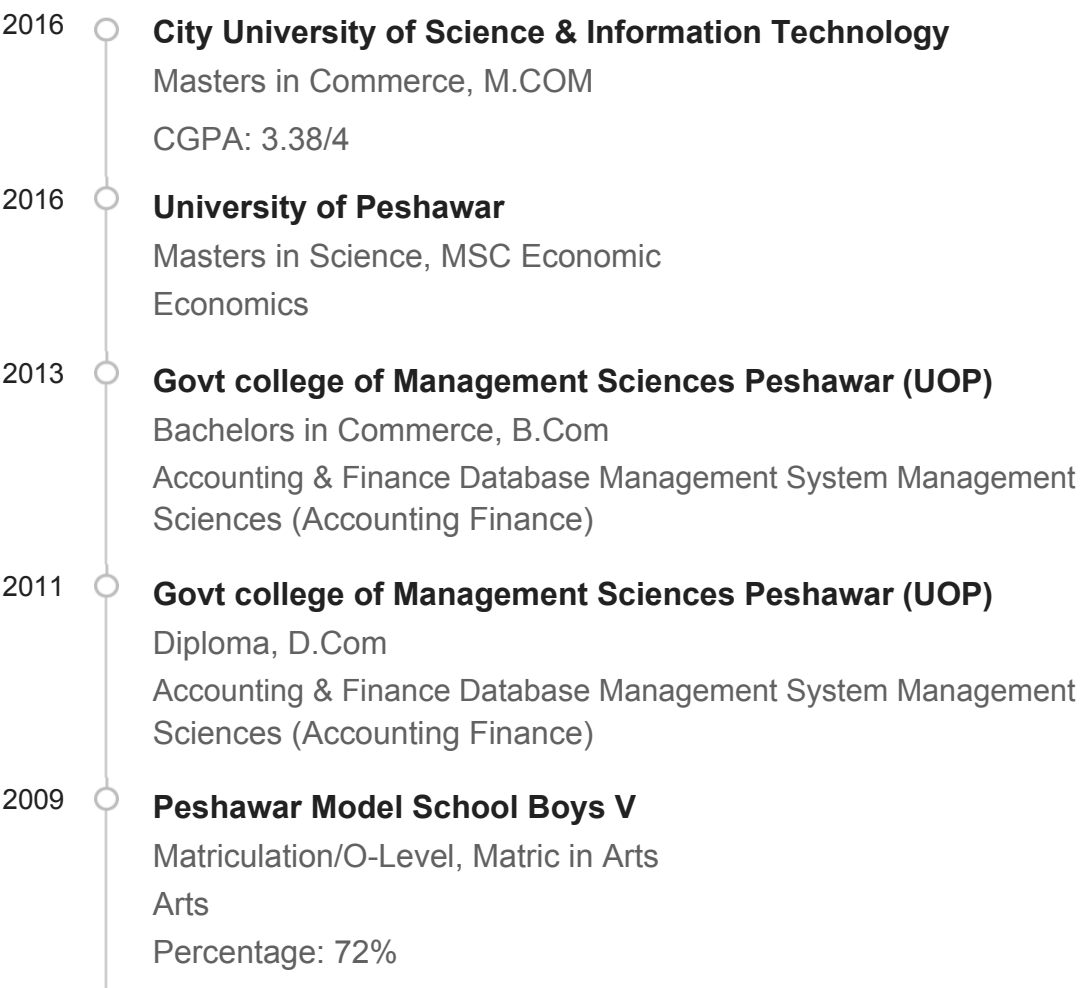 2016
City University of Science & Information Technology
Masters in Commerce, M.COM
CGPA: 3.38/4
2016
University of Peshawar
Masters in Science, MSC Economic
Economics
2013
Govt college of Management Sciences Peshawar (UOP)
Bachelors in Commerce, B.Com
Accounting & Finance Database Management System Management
Sciences (Accounting Finance)
2011
Govt college of Management Sciences Peshawar (UOP)
Diploma, D.Com
Accounting & Finance Database Management System Management
Sciences (Accounting Finance)
2009
Peshawar Model School Boys V
Matriculation/O-Level, Matric in Arts
Arts
Percentage: 72%